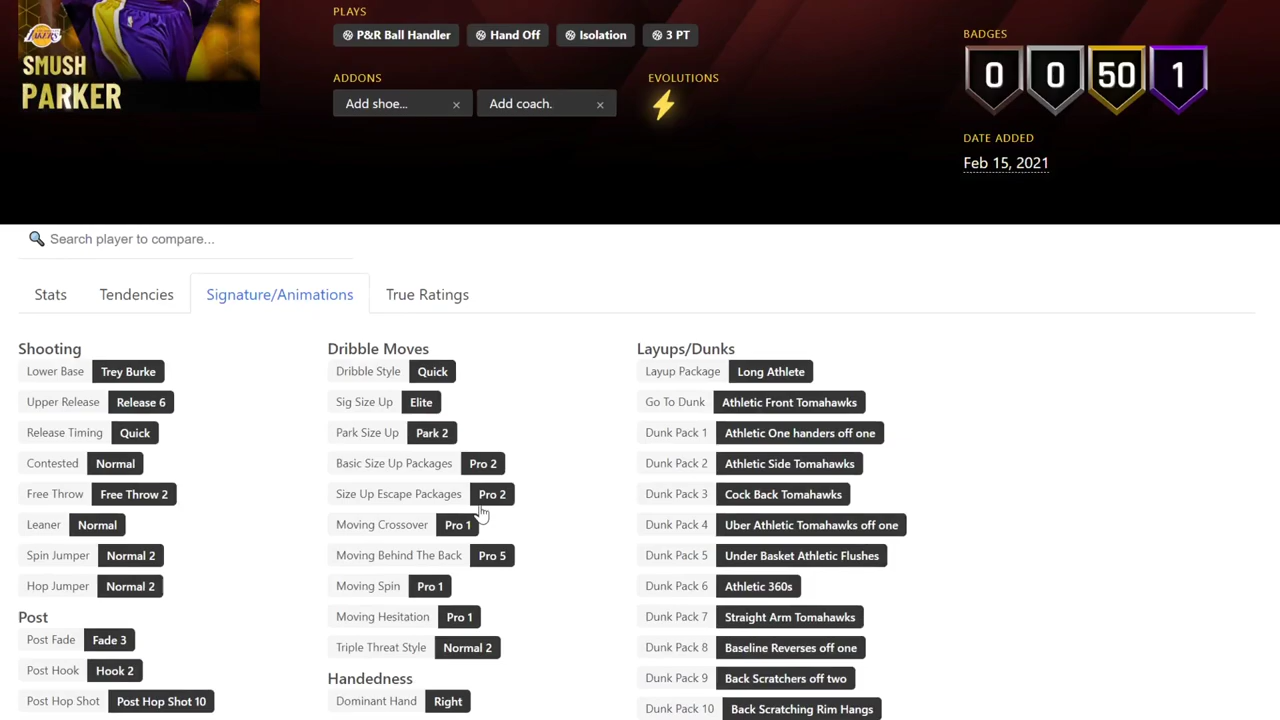 PLAYS
P&R Ball Handler Hand Off Isolation 3 PT
BADGES
LAKERS
SMUSH
PARKER
ADDONS EVOLUTIONS
Add shoe... × Add coach. ×
0 0 50 1
DATE ADDED
Feb 15, 2021
Search player to compare...
Stats Tendencies Signature/Animations True Ratings
Shooting
Lower Base Trey Burke
Upper Release Release 6
Release Timing Quick
Contested Normal
Free Throw Free Throw 2
Leaner Normal
Spin Jumper Normal 2
Hop Jumper Normal 2
Post
Post Fade Fade 3
Post Hook Hook 2
Post Hop Shot Post Hop Shot 10
Dribble Moves
Dribble Style Quick
Sig Size Up Elite
Park Size Up Park 2
Basic Size Up Packages Pro 2
Size Up Escape Packages Pro 2
Moving Crossover Pro 1
Moving Behind The Back Pro 5
Moving Spin Pro 1
Moving Hesitation Pro 1
Triple Threat Style Normal 2
Handedness
Dominant Hand Right
Layups/Dunks
Layup Package Long Athlete
Go To Dunk Athletic Front Tomahawks
Dunk Pack 1 Athletic One handers off one
Dunk Pack 2 Athletic Side Tomahawks
Dunk Pack 3 Cock Back Tomahawks
Dunk Pack 4 Uber Athletic Tomahawks off one
Dunk Pack 5 Under Basket Athletic Flushes
Dunk Pack 6 Athletic 360s
Dunk Pack 7 Straight Arm Tomahawks
Dunk Pack 8 Baseline Reverses off one
Dunk Pack 9 Back Scratchers off two
Dunk Pack 10 Back Scratching Rim Hangs